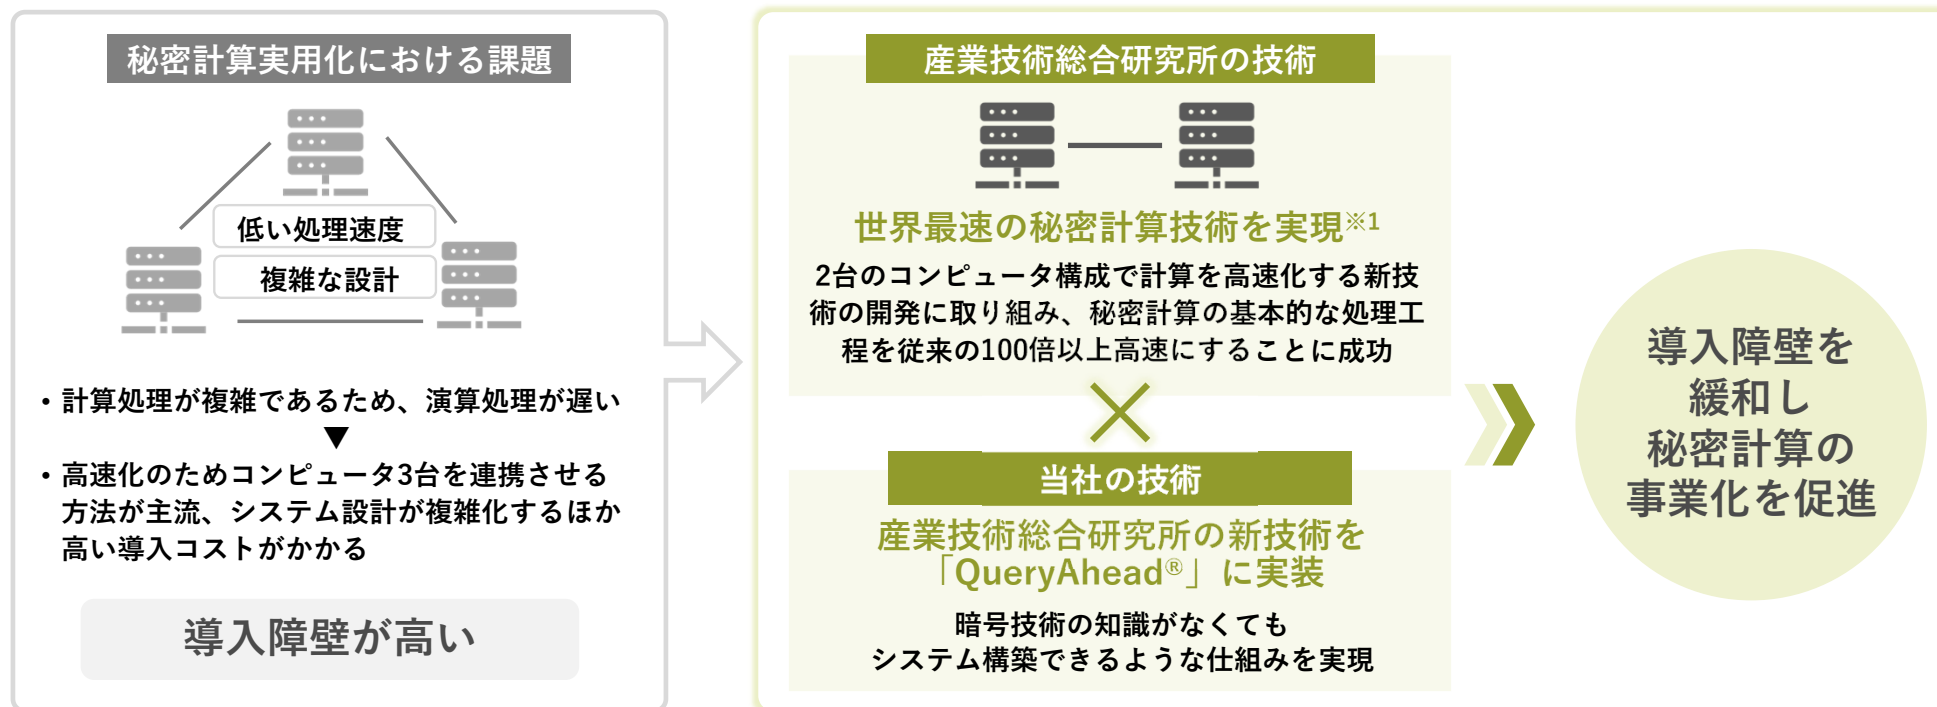 秘密計算実用化における課題
低い処理速度
複雑な設計
・計算処理が複雑であるため、演算処理が遅い
▼
・高速化のためコンピュータ3台を連携させる
方法が主流、システム設計が複雑化するほか
高い導入コストがかかる
導入障壁が高い
産業技術総合研究所の技術
世界最速の秘密計算技術を実現※1
2台のコンピュータ構成で計算を高速化する新技
術の開発に取り組み、秘密計算の基本的な処理工
程を従来の100倍以上高速にすることに成功
当社の技術
産業技術総合研究所の新技術を
「QueryAhead®」に実装
暗号技術の知識がなくても
システム構築できるような仕組みを実現
導入障壁を
緩和し
秘密計算の
事業化を促進